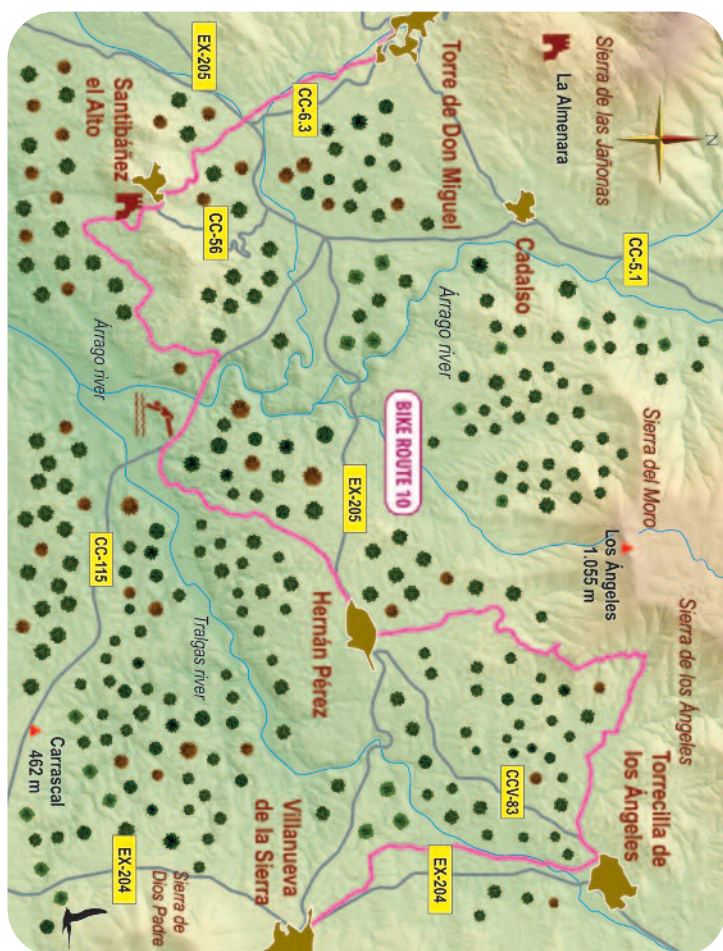 N
Sierra de los Ángeles
Torrecilla de
los Ángeles
Sierra del Moro
CC-5.1
Los Ángeles
1.055 m
Sierra de las Jañonas
La Almenara
Cadalso
CCV-83
Torre de Don Miguel
Árrago river
EX-204
BIKE ROUTE 10
EX-205
Hernán Pérez
CC-6.3
Villanueva
de la Sierra
CC-56
EX-205
Tralgas river
Sierra de
Dios Padre
Santibáñez
el Alto
Árrago river
CC-115
EX-204
Carrascal
462 m